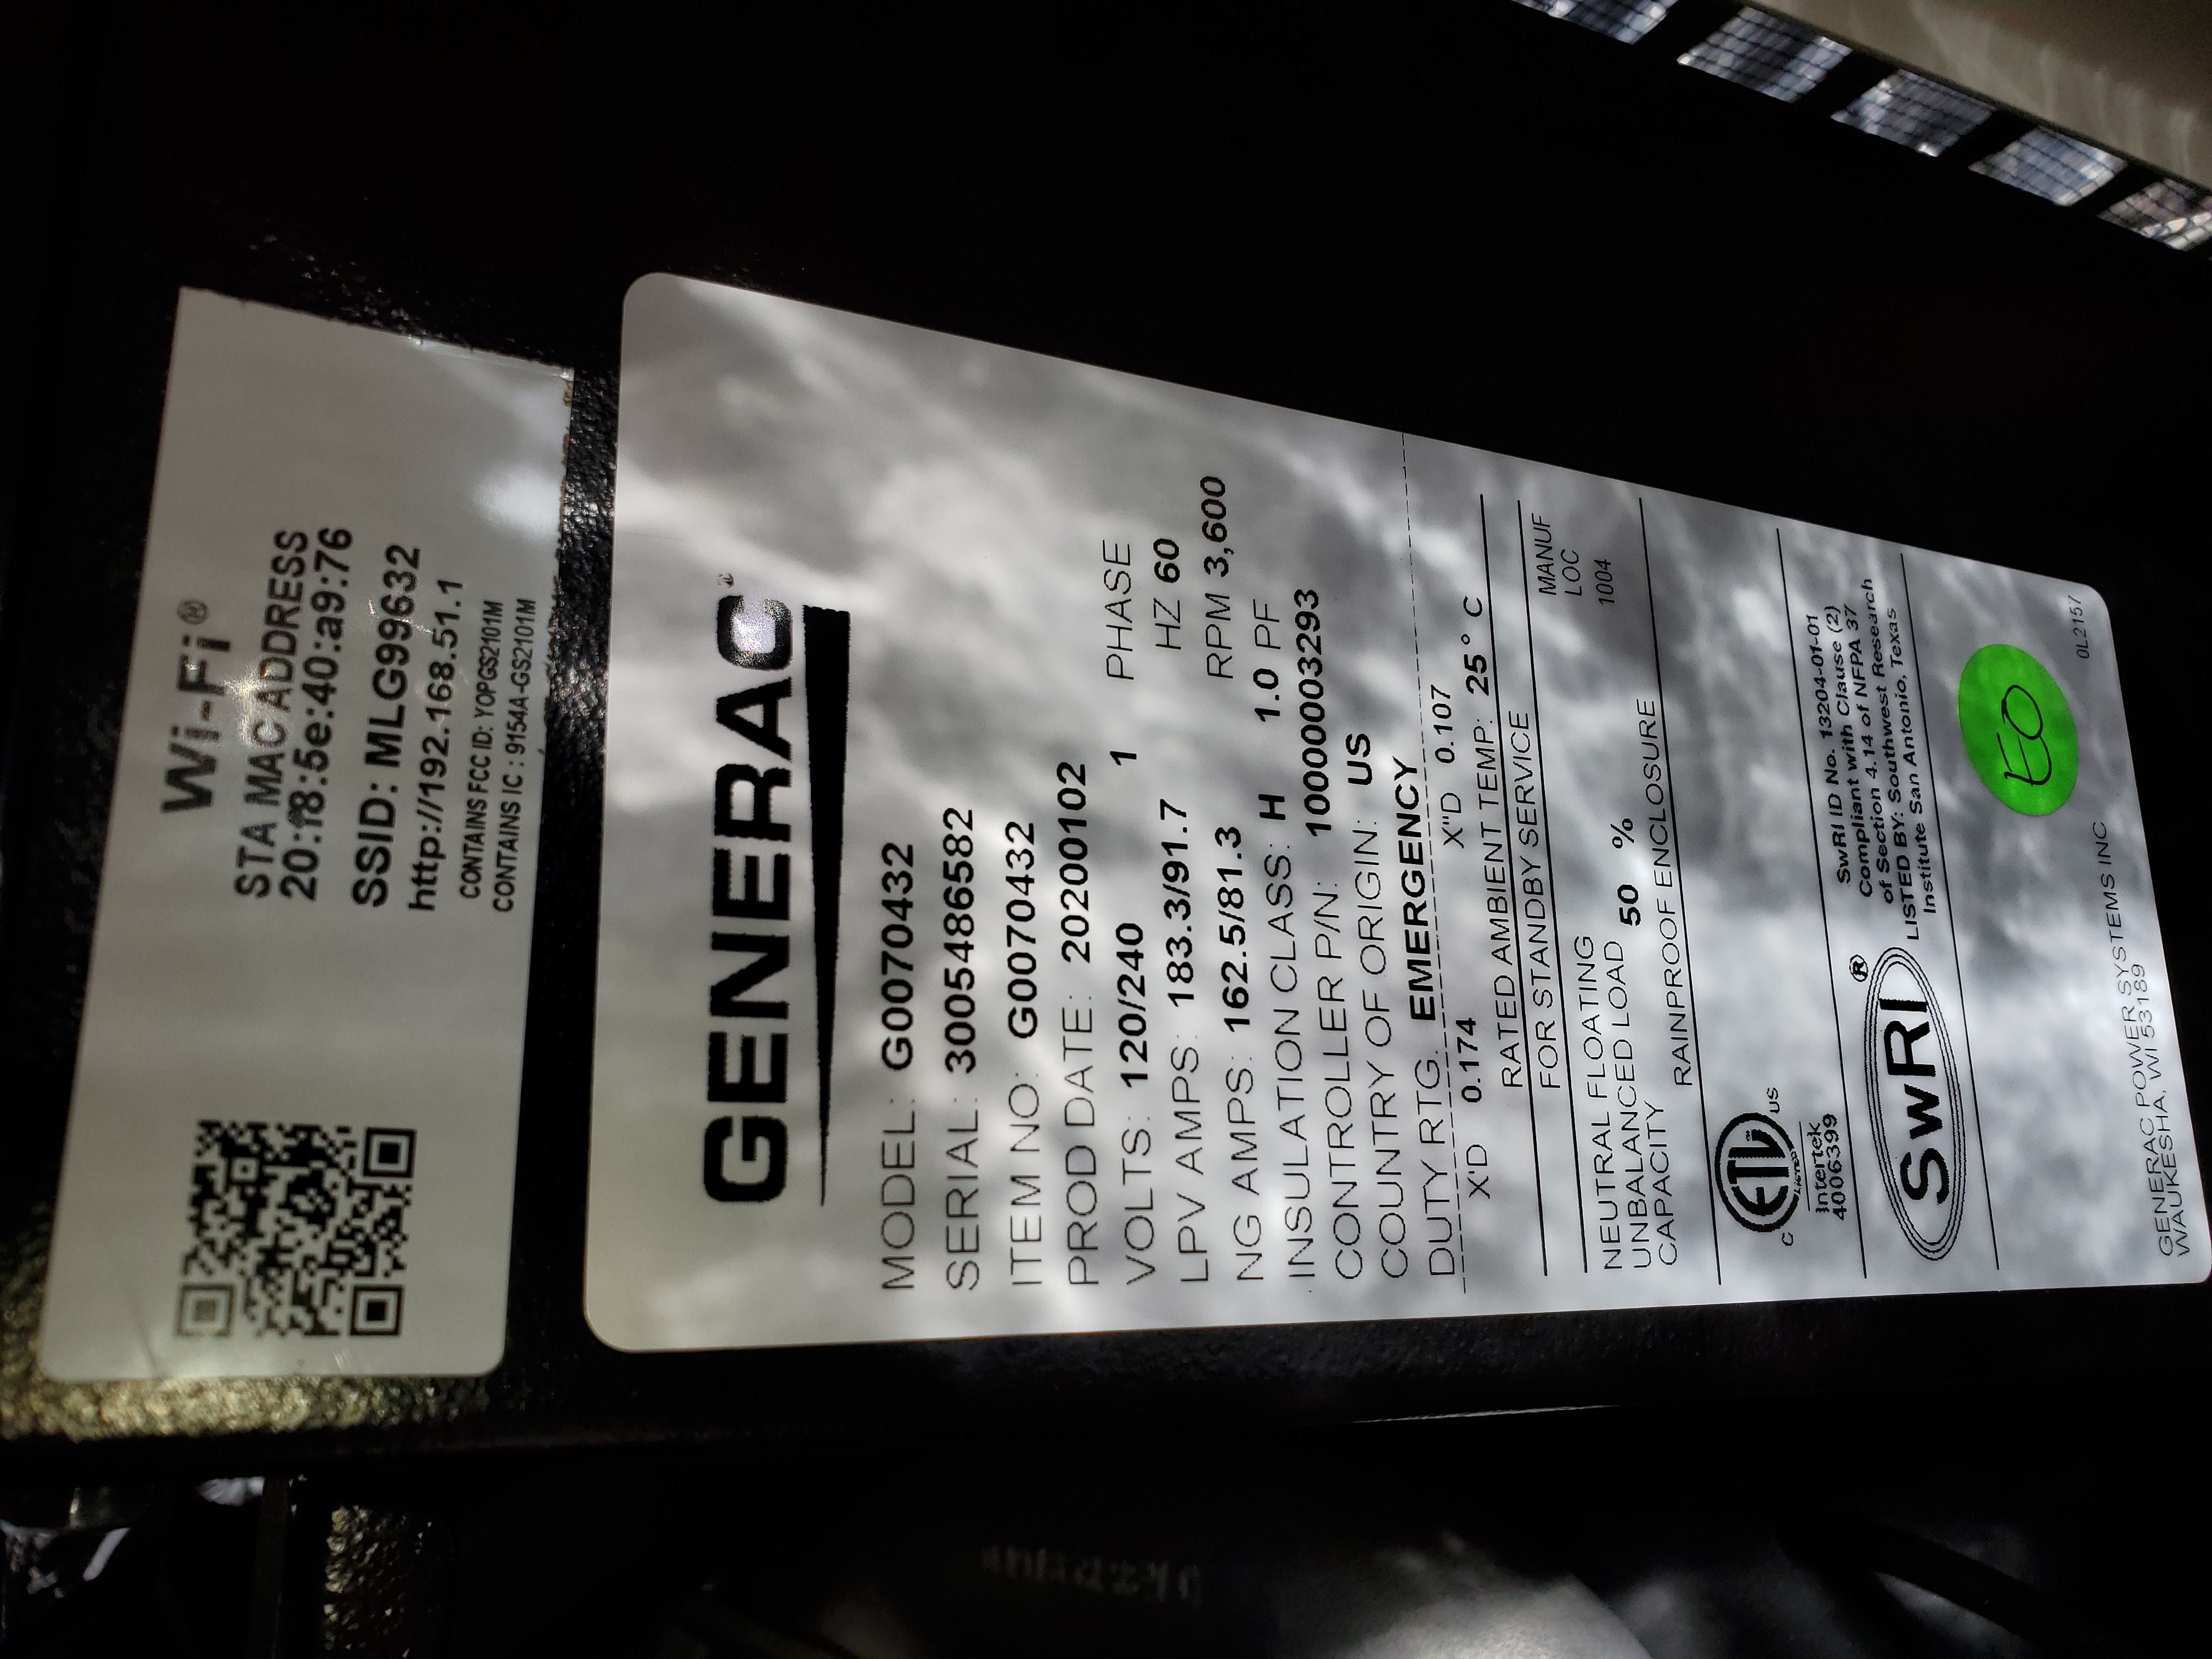 Wi-Fi®
STA MAC ADDRESS
20:f8:5e:40:a9:76
SSID: MLG99632
http://192.168.51.1
CONTAINS FCC ID: YOPGS2101M
CONTAINS IC : 9154A-GS2101M
GENERAC
MODEL: G0070432
SERIAL: 3005486582
ITEM NO: G0070432
PROD DATE: 20200102
VOLTS: 120/240 1 PHASE
LPV AMPS: 183.3/91.7 HZ 60
NG AMPS: 162.5/81.3 RPM 3,600
INSULATION CLASS: H 1.0 PF
CONTROLLER P/N: 10000003293
COUNTRY OF ORIGIN: US
DUTY RTG. EMERGENCY
X'D 0.174 X"D 0.107
RATED AMBIENT TEMP: 25° C
FOR STANDBY SERVICE
NEUTRAL FLOATING
UNBALANCED LOAD
CAPACITY
50 %
MANUF
LOC
1004
RAINPROOF ENCLOSURE
C ETL US
LISTED
Intertek
4006399
SwRI®
SwRI ID No. 13204-01-01
Compliant with Clause (2)
of Section 4.14 of NFPA 37
LISTED BY: Southwest Research
Institute San Antonio, Texas
EO
0L2157
GENERAC POWER SYSTEMS INC
WAUKESHA, WI 53189